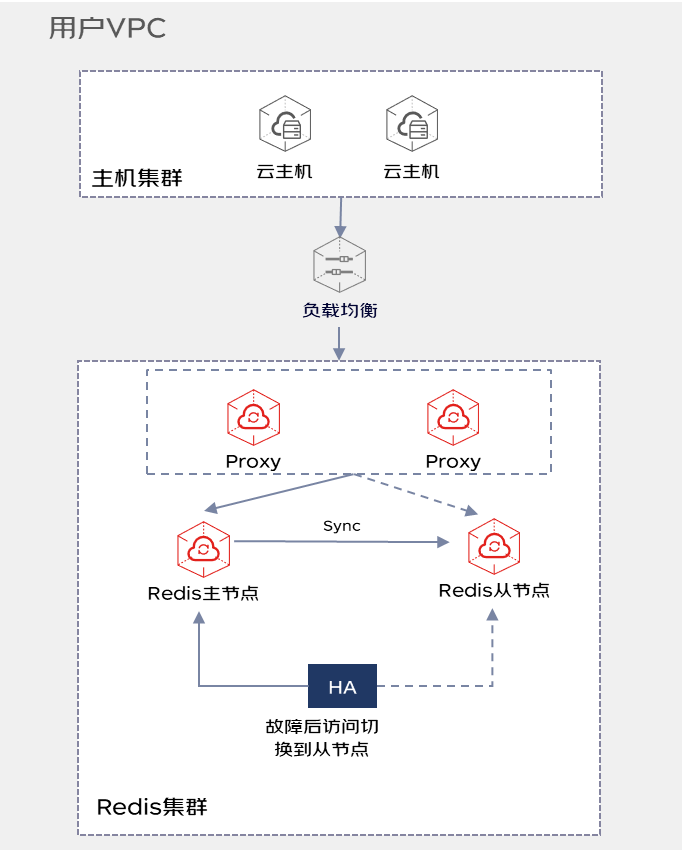 用户VPC
云主机
云主机
主机集群
负载均衡
Proxy
Proxy
Sync
Redis主节点
Redis从节点
HA
故障后访问切
换到从节点
Redis集群